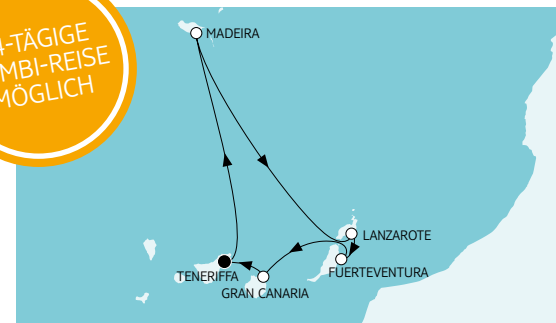 -TÄGIGE
MBI-REISE
MÖGLICH
MADEIRA
LANZAROTE
FUERTEVENTURA
TENERIFFA
GRAN CANARIA